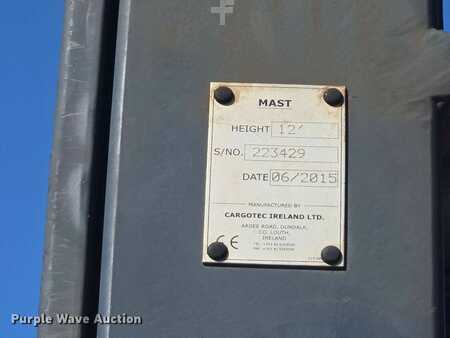 MAST
HEIGHT 12'
S/NO. 223429
DATE 06/2015
MANUFACTURED BY
CARGOTEC IRELAND LTD.
ARDEE ROAD, DUNDALK,
CO. LOUTH,
IRELAND
CE
Purple Wave Auction